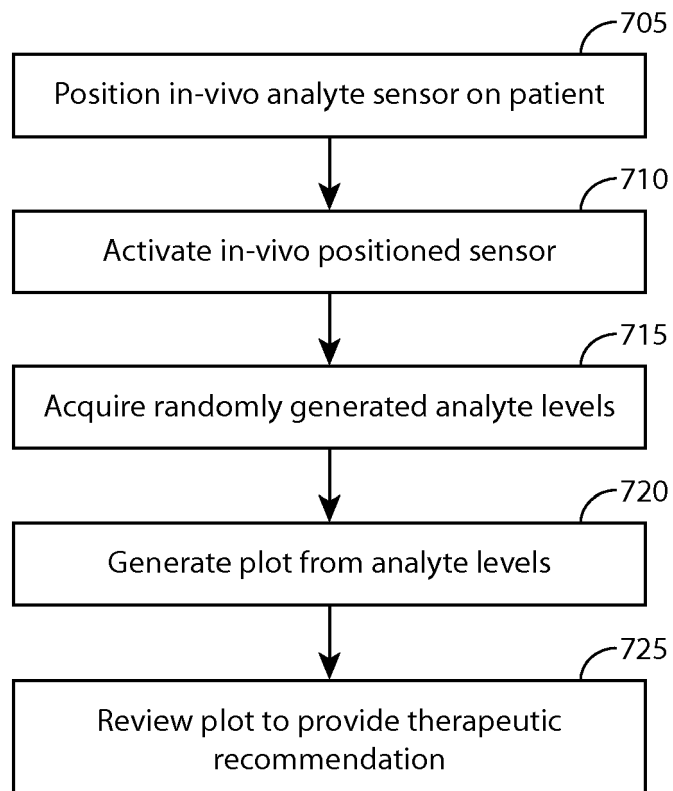 705
Position in-vivo analyte sensor on patient
710
Activate in-vivo positioned sensor
715
Acquire randomly generated analyte levels
720
Generate plot from analyte levels
725
Review plot to provide therapeutic
recommendation